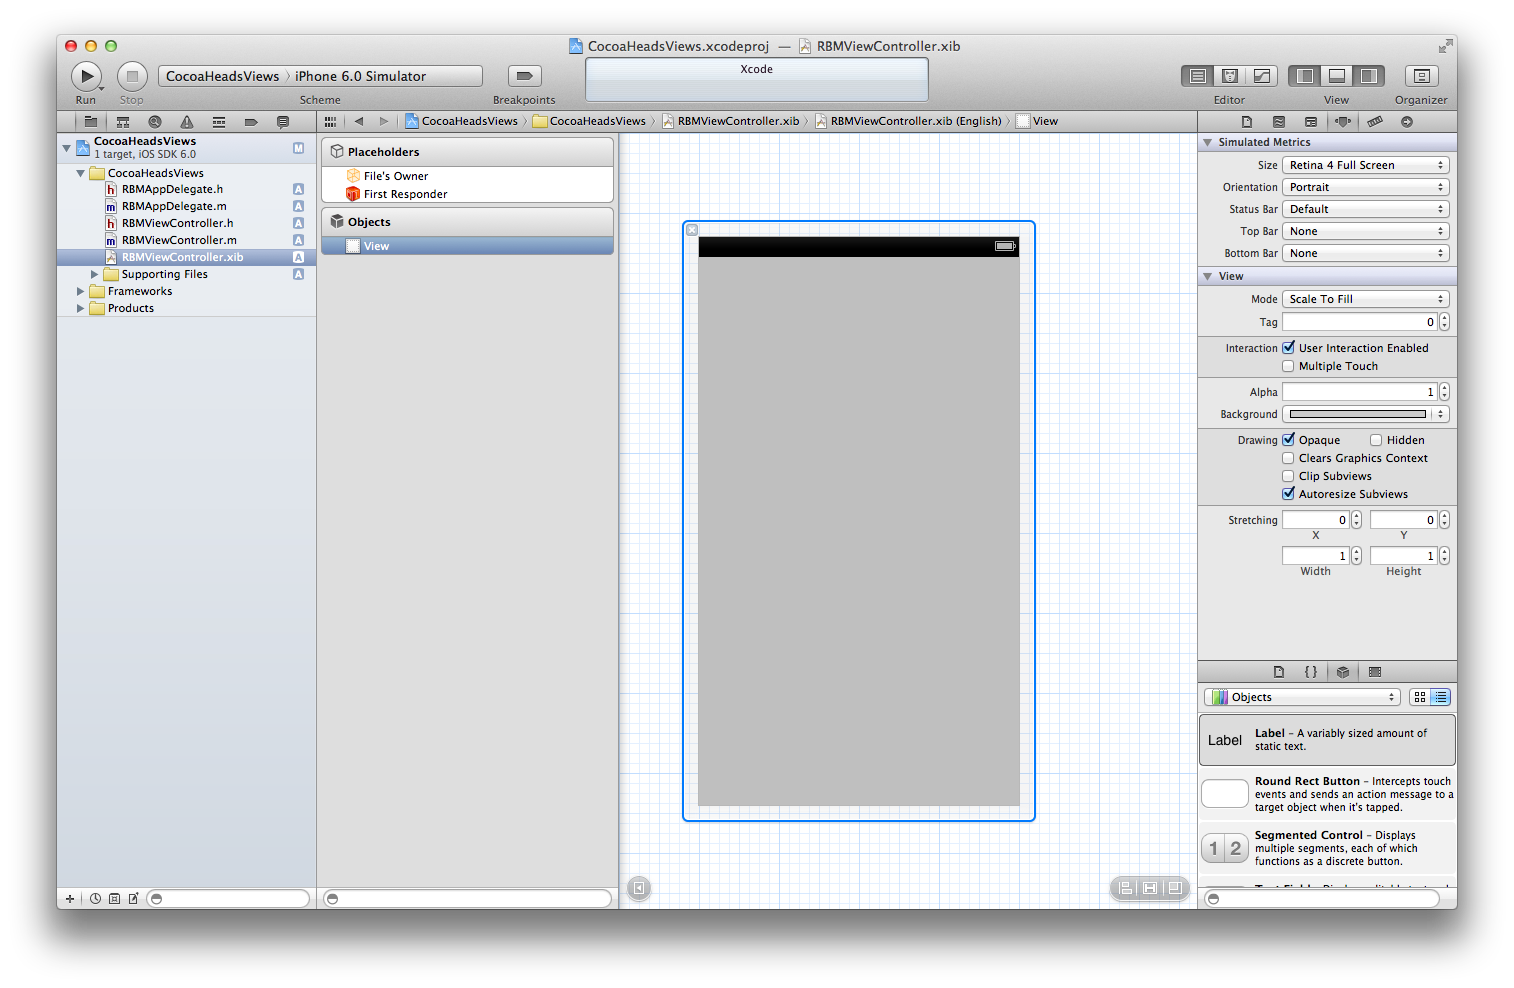 CocoaHeadsViews.xcodeproj — RBMViewController.xib
CocoaHeadsViews 〉 iPhone 6.0 Simulator
Xcode
Run
Stop
Scheme
Breakpoints
Editor
View
Organizer
CocoaHeadsViews 〉 CocoaHeadsViews 〉 RBMViewController.xib 〉 RBMViewController.xib (English) 〉 View
CocoaHeadsViews
1 target, iOS SDK 6.0
M
CocoaHeadsViews
RBMAppDelegate.h A
RBMAppDelegate.m A
RBMViewController.h A
RBMViewController.m A
RBMViewController.xib A
Supporting Files A
Frameworks
Products
Placeholders
File's Owner
First Responder
Objects
View
Simulated Metrics
Size Retina 4 Full Screen
Orientation Portrait
Status Bar Default
Top Bar None
Bottom Bar None
View
Mode Scale To Fill
Tag 0
Interaction User Interaction Enabled
Multiple Touch
Alpha 1
Background
Drawing Opaque Hidden
Clears Graphics Context
Clip Subviews
Autoresize Subviews
Stretching 0 0
X Y
1 1
Width Height
{ }
Objects
Label
Label – A variably sized amount of
static text.
Round Rect Button – Intercepts touch
events and sends an action message to a
target object when it's tapped.
1 2
Segmented Control – Displays
multiple segments, each of which
functions as a discrete button.